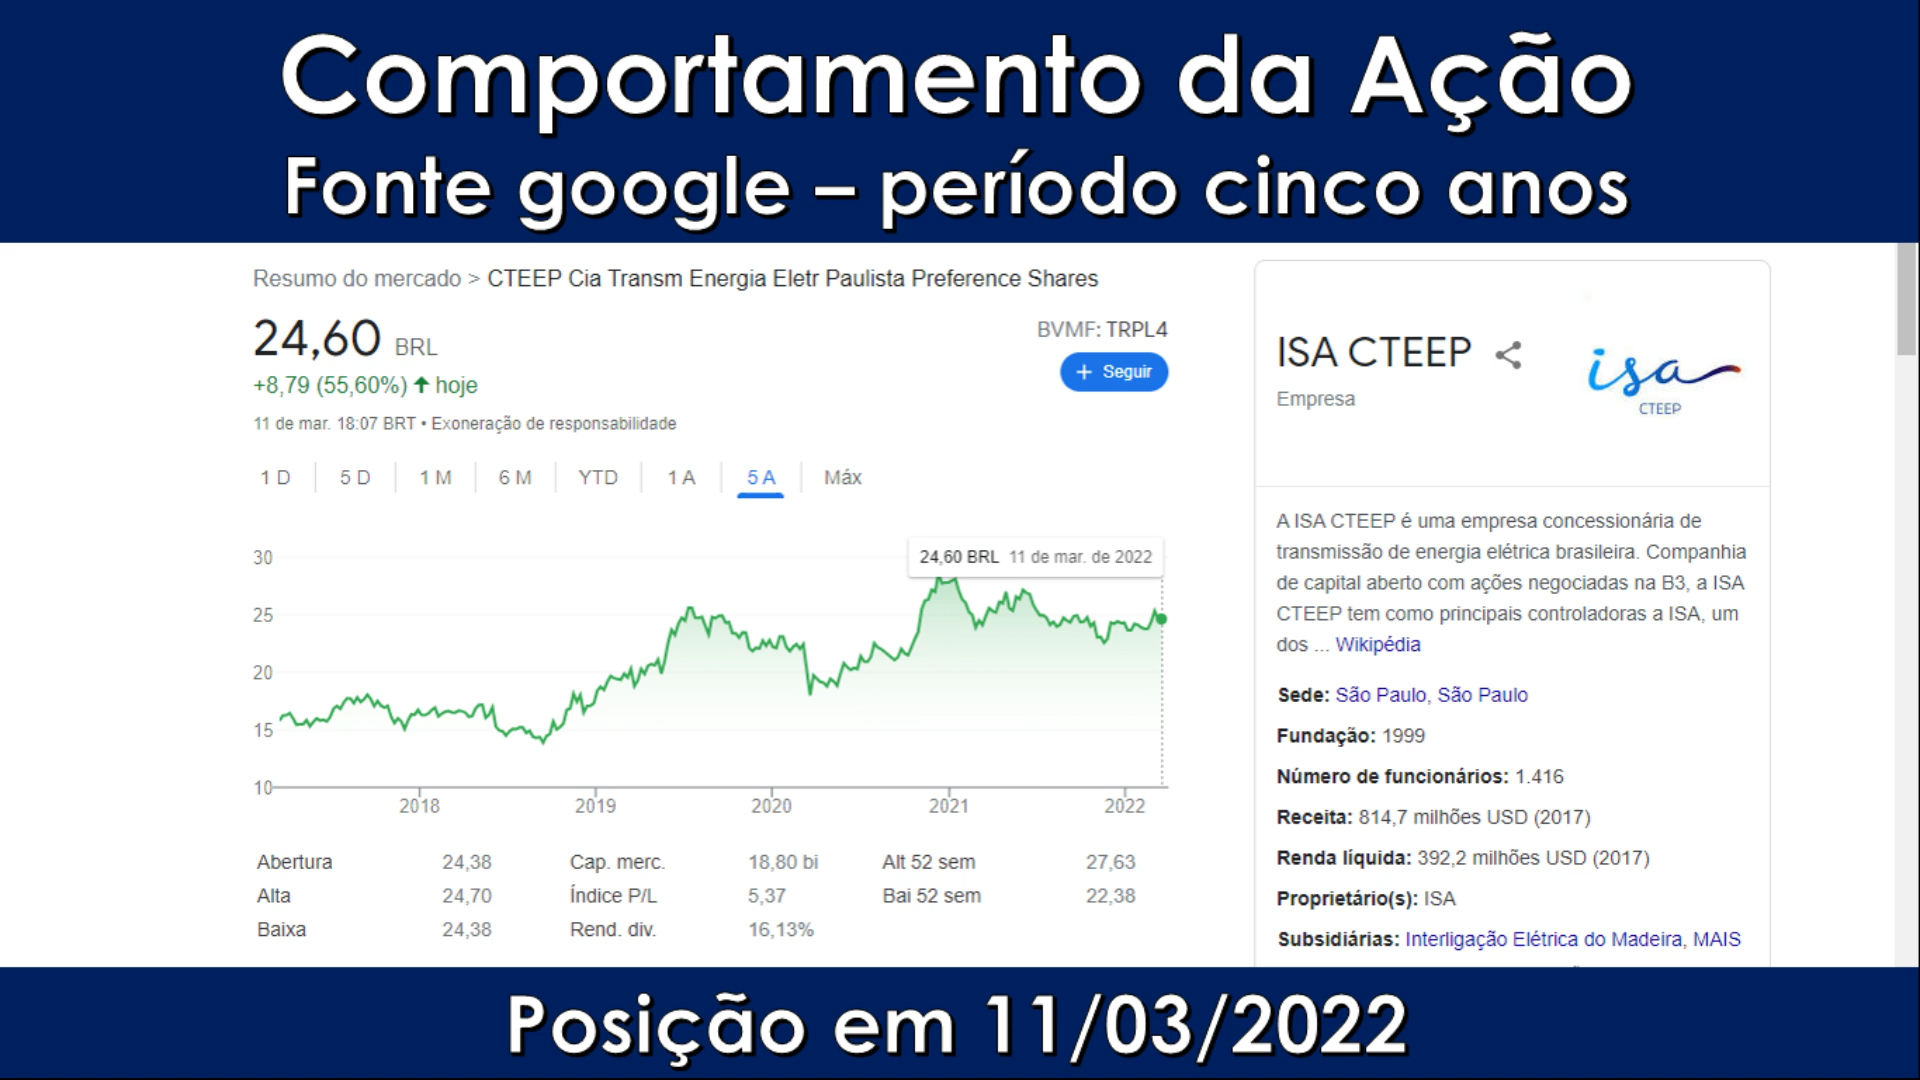 Comportamento da Ação
Fonte google – período cinco anos
Resumo do mercado > CTEEP Cia Transm Energia Eletr Paulista Preference Shares
24,60 BRL
+8,79 (55,60%) ↑ hoje
11 de mar. 18:07 BRT • Exoneração de responsabilidade
BVMF: TRPL4
+ Seguir
1 D 5 D 1 M 6 M YTD 1 A 5 A Máx
24,60 BRL 11 de mar. de 2022
30
25
20
15
10
2018 2019 2020 2021 2022
Abertura 24,38 Cap. merc. 18,80 bi Alt 52 sem 27,63
Alta 24,70 Índice P/L 5,37 Bai 52 sem 22,38
Baixa 24,38 Rend. div. 16,13%
ISA CTEEP
Empresa
isa
CTEEP
A ISA CTEEP é uma empresa concessionária de
transmissão de energia elétrica brasileira. Companhia
de capital aberto com ações negociadas na B3, a ISA
CTEEP tem como principais controladoras a ISA, um
dos ... Wikipédia
Sede: São Paulo, São Paulo
Fundação: 1999
Número de funcionários: 1.416
Receita: 814,7 milhões USD (2017)
Renda líquida: 392,2 milhões USD (2017)
Proprietário(s): ISA
Subsidiárias: Interligação Elétrica do Madeira, MAIS
Posição em 11/03/2022